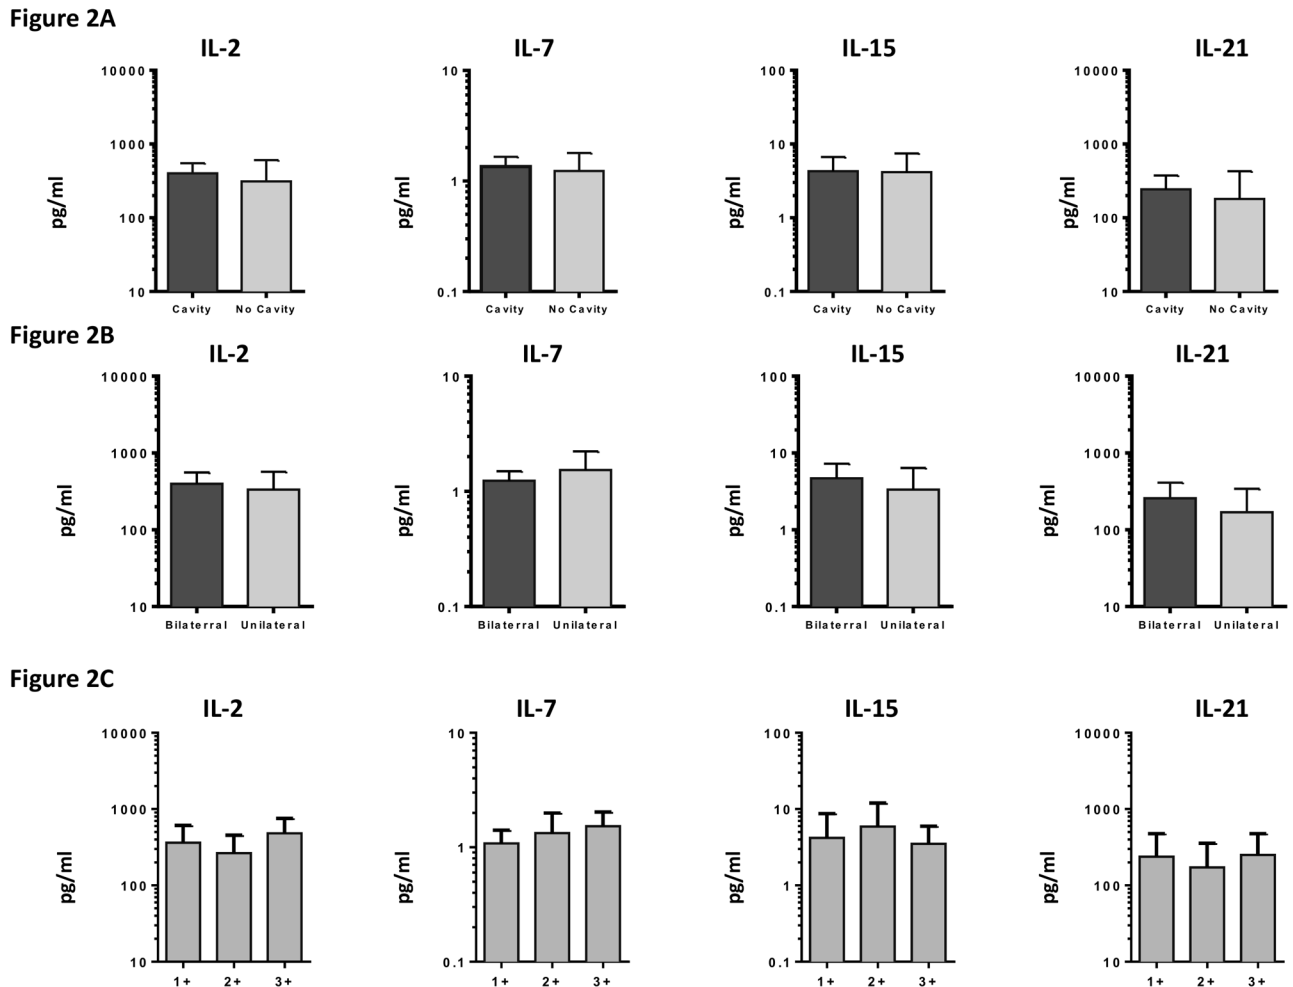 Figure 2A
IL-2
IL-7
IL-15
IL-21
10000
1000
100
10
pg/ml
Cavity
No Cavity
10
1
0.1
pg/ml
Cavity
No Cavity
100
10
1
0.1
pg/ml
Cavity
No Cavity
10000
1000
100
10
pg/ml
Cavity
No Cavity
Figure 2B
IL-2
IL-7
IL-15
IL-21
10000
1000
100
10
pg/ml
Bilaterral
Unilateral
10
1
0.1
pg/ml
Bilaterral
Unilateral
100
10
1
0.1
pg/ml
Bilaterral
Unilateral
10000
1000
100
10
pg/ml
Bilaterral
Unilateral
Figure 2C
IL-2
IL-7
IL-15
IL-21
10000
1000
100
10
pg/ml
1+
2+
3+
10
1
0.1
pg/ml
1+
2+
3+
100
10
1
0.1
pg/ml
1+
2+
3+
10000
1000
100
10
pg/ml
1+
2+
3+